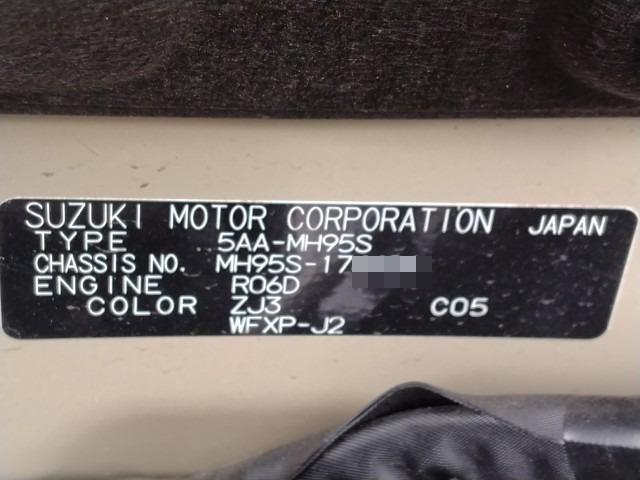 SUZUKI MOTOR CORPORATION JAPAN
TYPE 5AA-MH95S
CHASSIS NO. MH95S-17
ENGINE R06D
COLOR ZJ3 C05
WFXP-J2